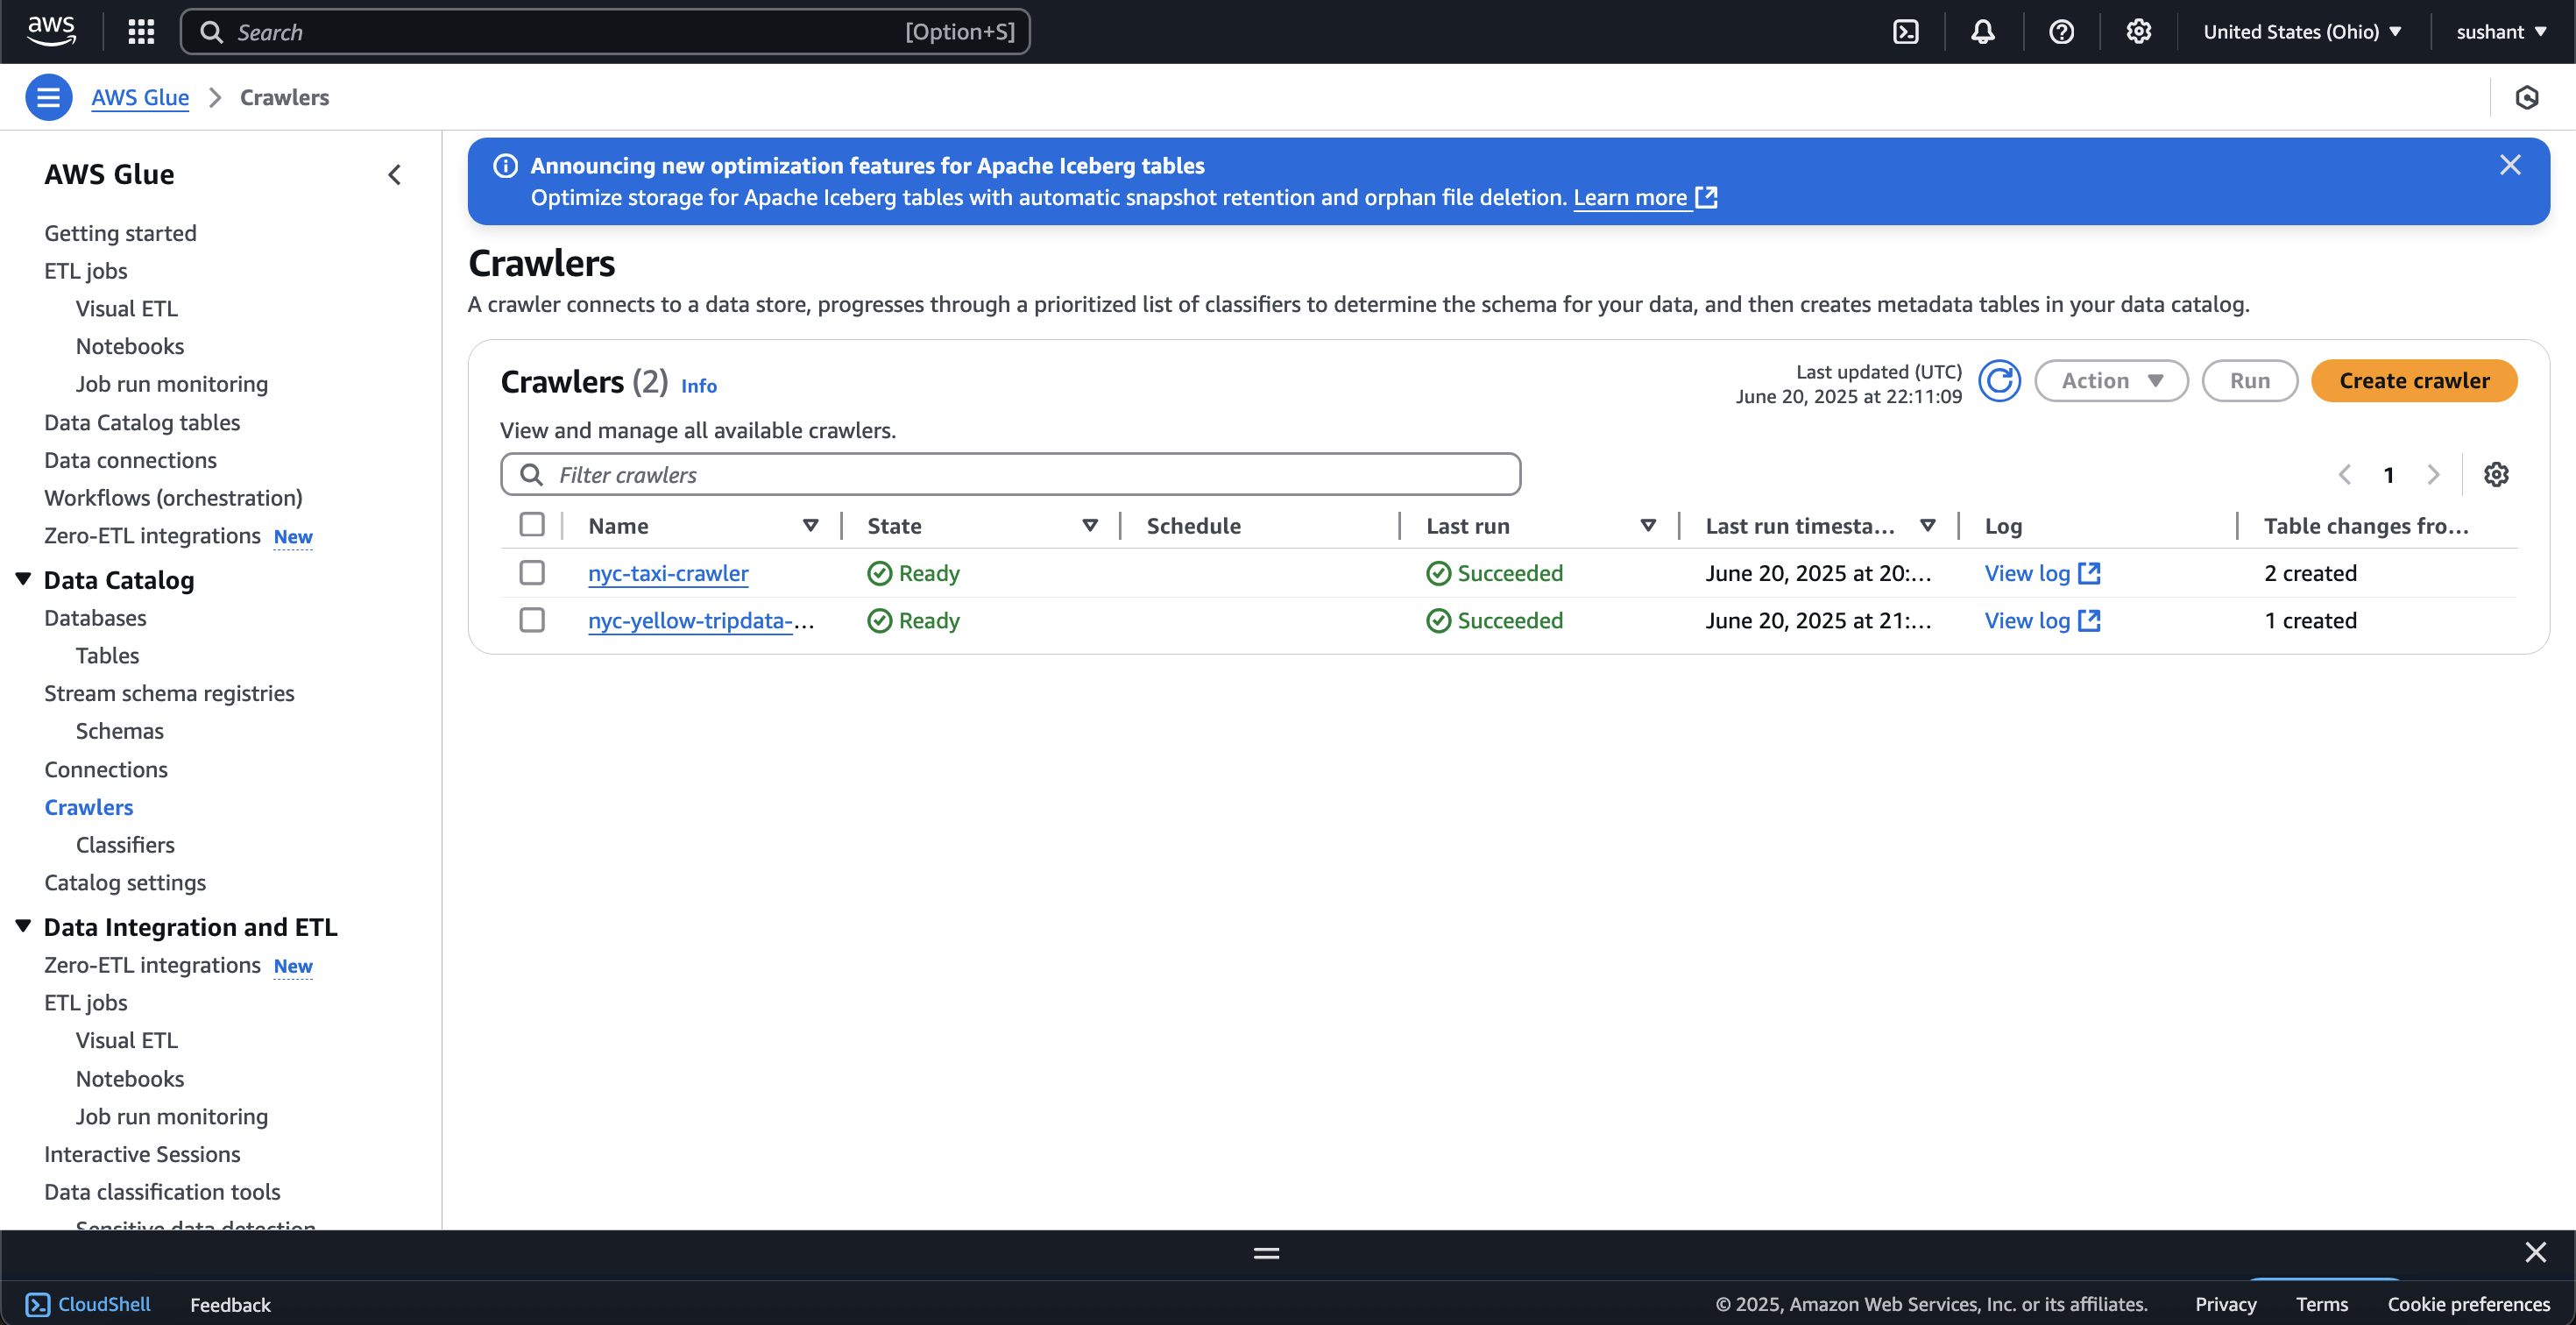 aws
Search [Option+S]
United States (Ohio)
sushant
AWS Glue
Crawlers
AWS Glue
Getting started
ETL jobs
Visual ETL
Notebooks
Job run monitoring
Data Catalog tables
Data connections
Workflows (orchestration)
Zero-ETL integrations New
Data Catalog
Databases
Tables
Stream schema registries
Schemas
Connections
Crawlers
Classifiers
Catalog settings
Data Integration and ETL
Zero-ETL integrations New
ETL jobs
Visual ETL
Notebooks
Job run monitoring
Interactive Sessions
Data classification tools
Sensitive data detection
Announcing new optimization features for Apache Iceberg tables
Optimize storage for Apache Iceberg tables with automatic snapshot retention and orphan file deletion. Learn more
Crawlers
A crawler connects to a data store, progresses through a prioritized list of classifiers to determine the schema for your data, and then creates metadata tables in your data catalog.
Crawlers (2) Info
Last updated (UTC)
June 20, 2025 at 22:11:09
Action
Run
Create crawler
View and manage all available crawlers.
Filter crawlers
1
Name State Schedule Last run Last run timesta... Log Table changes fro...
nyc-taxi-crawler Ready Succeeded June 20, 2025 at 20:... View log 2 created
nyc-yellow-tripdata-... Ready Succeeded June 20, 2025 at 21:... View log 1 created
CloudShell Feedback © 2025, Amazon Web Services, Inc. or its affiliates. Privacy Terms Cookie preferences